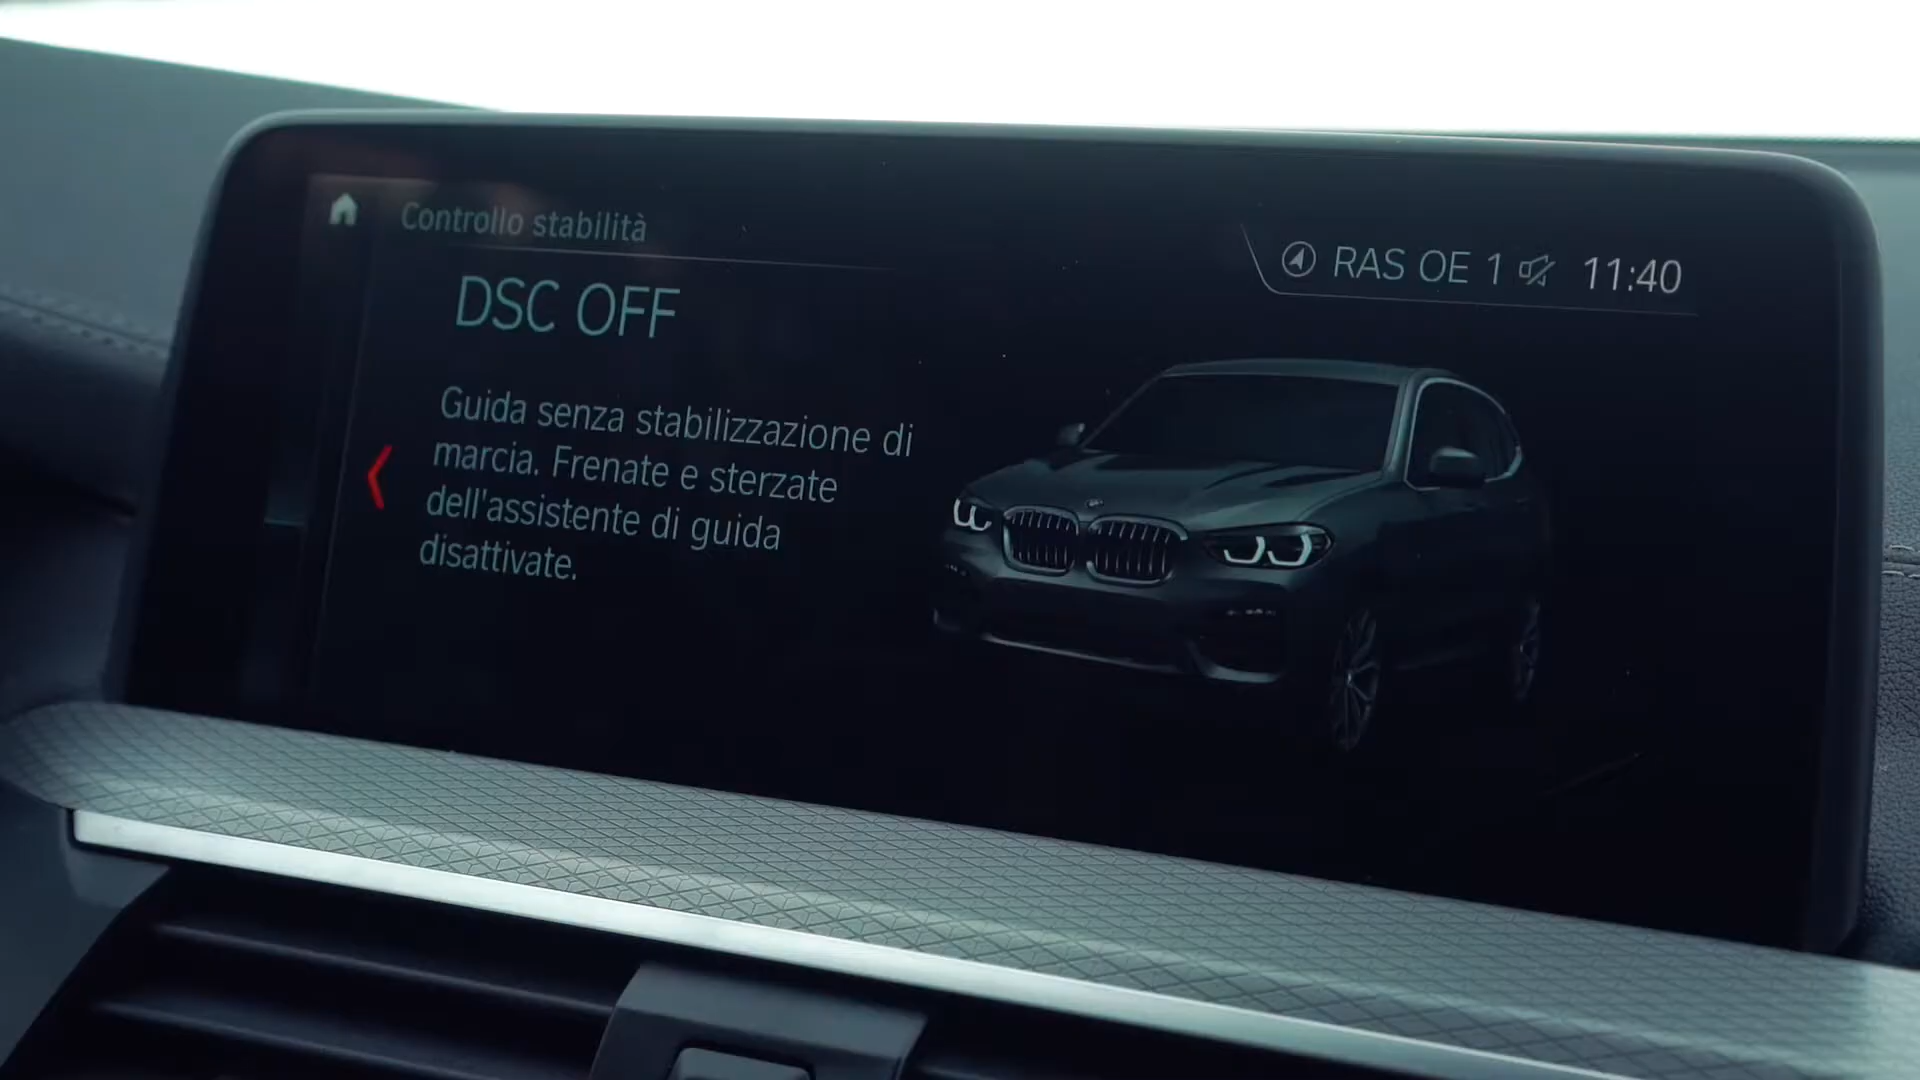 Controllo stabilità
RAS OE 1 11:40
DSC OFF
Guida senza stabilizzazione di
marcia. Frenate e sterzate
dell'assistente di guida
disattivate.